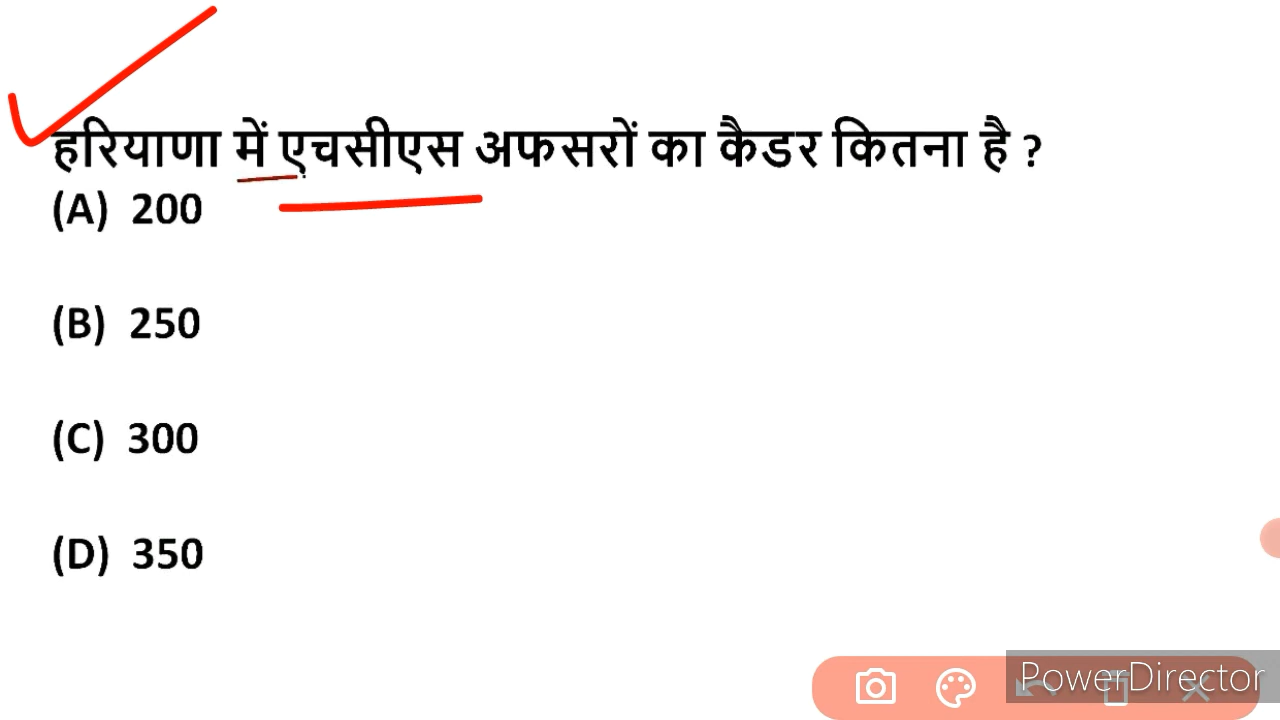 हरियाणा में एचसीएस अफसरों का कैडर कितना है ?
(A) 200
(B) 250
(C) 300
(D) 350
PowerDirector